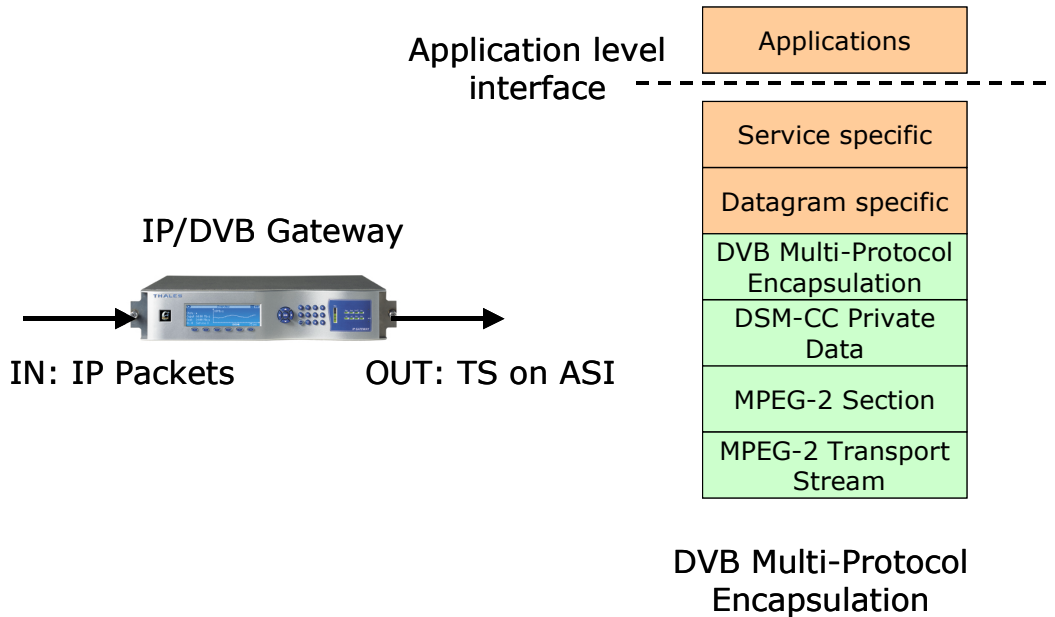 Application level
interface
Applications
Service specific
Datagram specific
DVB Multi-Protocol
Encapsulation
DSM-CC Private
Data
MPEG-2 Section
MPEG-2 Transport
Stream
DVB Multi-Protocol
Encapsulation
IP/DVB Gateway
THALES
IN: IP Packets
OUT: TS on ASI